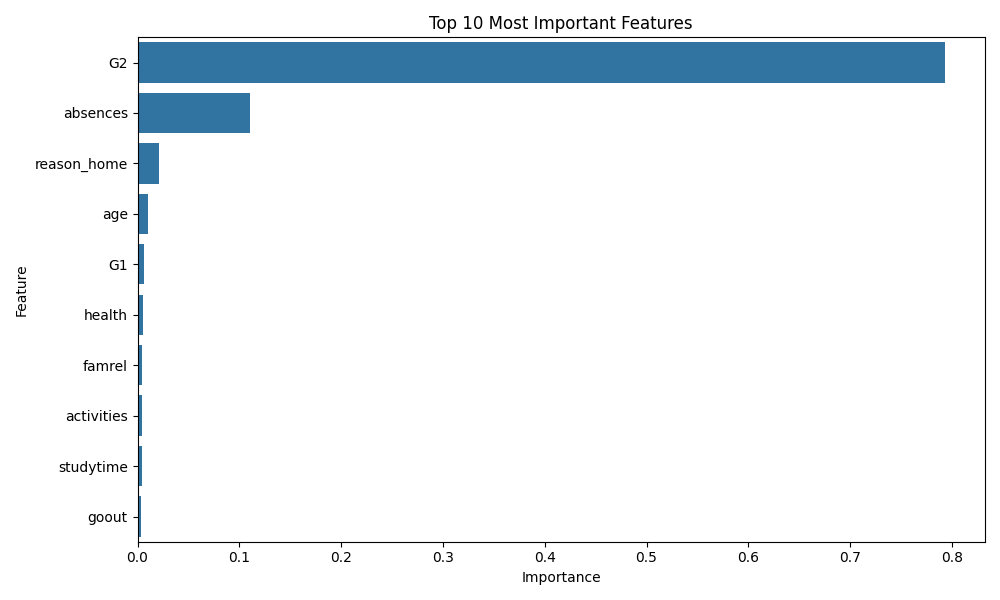 Top 10 Most Important Features
Feature
G2
absences
reason_home
age
G1
health
famrel
activities
studytime
goout
0.0 0.1 0.2 0.3 0.4 0.5 0.6 0.7 0.8
Importance